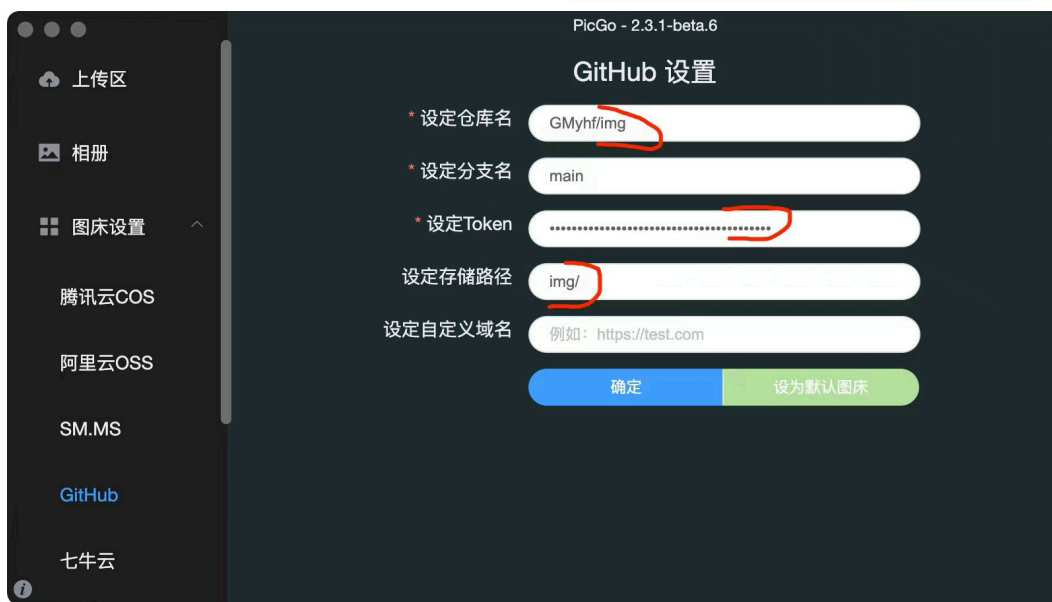 PicGo - 2.3.1-beta.6
上传区
相册
图床设置
腾讯云COS
阿里云OSS
SM.MS
GitHub
七牛云
GitHub 设置
* 设定仓库名 GMyhf/img
* 设定分支名 main
* 设定Token ••••••••••••••••••••••••••••••••••••••••
设定存储路径 img/
设定自定义域名 例如：https://test.com
确定 设为默认图床